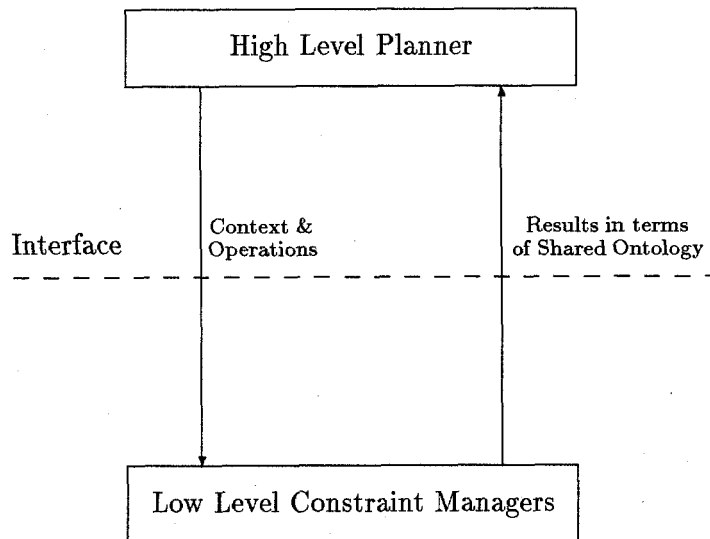 High Level Planner
Context &
Operations
Results in terms
of Shared Ontology
Interface
Low Level Constraint Managers